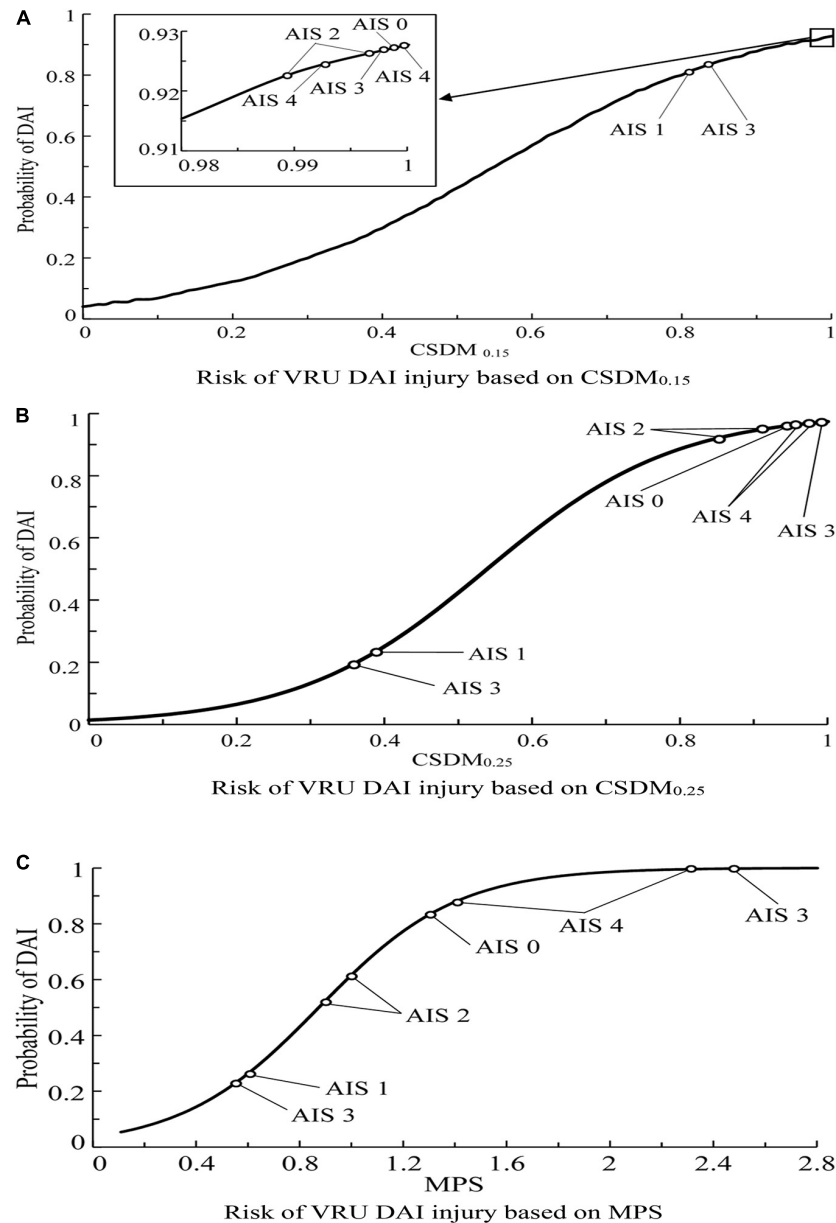 A
1
0.8
0.6
0.4
0.2
0
Probability of DAI
0.93
0.92
0.91
0.98
0.99
1
AIS 2
AIS 0
AIS 4
AIS 3
AIS 4
AIS 1
AIS 3
0
0.2
0.4
0.6
0.8
1
CSDM 0.15
Risk of VRU DAI injury based on CSDM0.15
B
1
0.8
0.6
0.4
0.2
0
Probability of DAI
AIS 2
AIS 0
AIS 4
AIS 3
AIS 1
AIS 3
0
0.2
0.4
0.6
0.8
1
CSDM0.25
Risk of VRU DAI injury based on CSDM0.25
C
1
0.8
0.6
0.4
0.2
0
Probability of DAI
AIS 3
AIS 4
AIS 0
AIS 2
AIS 1
AIS 3
0
0.4
0.8
1.2
1.6
2
2.4
2.8
MPS
Risk of VRU DAI injury based on MPS